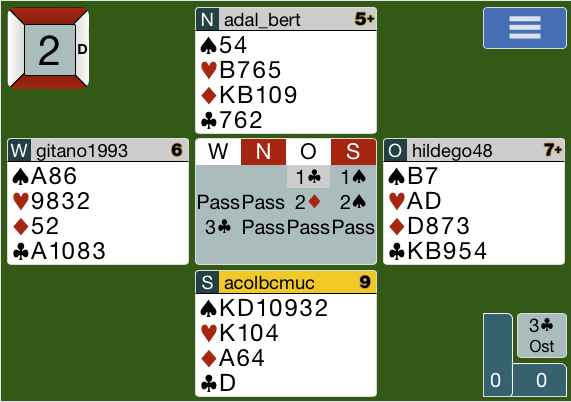 2 D
N adal_bert 5+
♠54
♥B765
♦KB109
♣762
W gitano1993 6
♠A86
♥9832
♦52
♣A1083
W N O S
1♣ 1♠
Pass Pass 2♦ 2♠
3♣ Pass Pass Pass
O hildego48 7+
♠B7
♥AD
♦D873
♣KB954
S acolbcmuc 9
♠KD10932
♥K104
♦A64
♣D
3♣
Ost
0 0